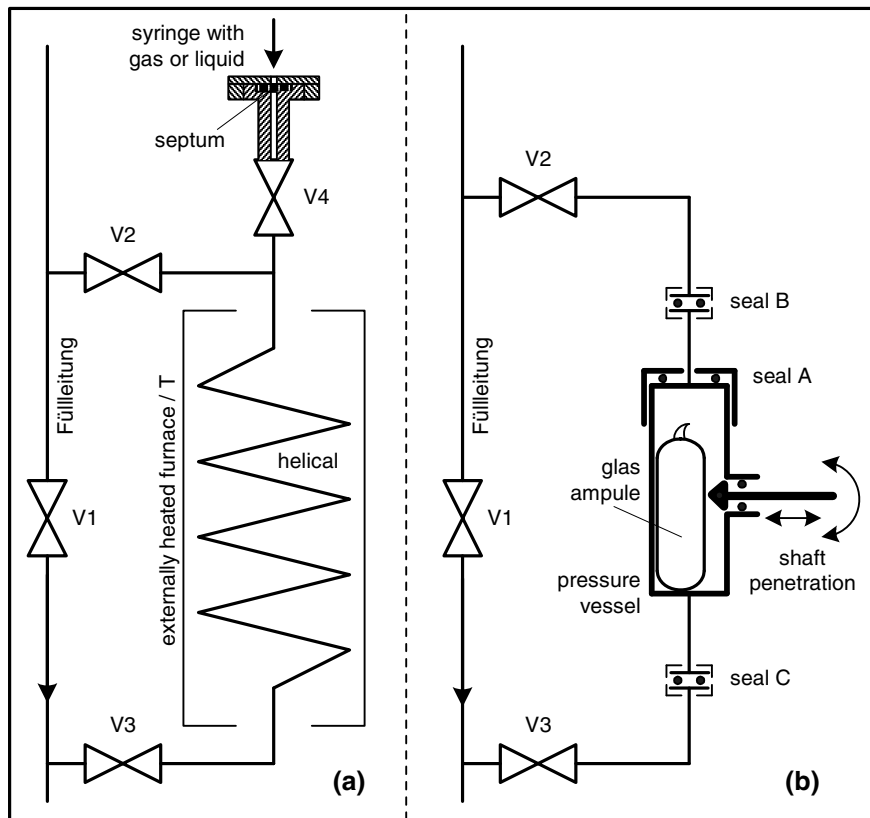 syringe with
gas or liquid
septum
V4
V2
Füllleitung
externally heated furnace / T
helical
V1
V3
(a)
V2
seal B
Füllleitung
seal A
glas
ampule
V1
shaft
penetration
pressure
vessel
seal C
V3
(b)